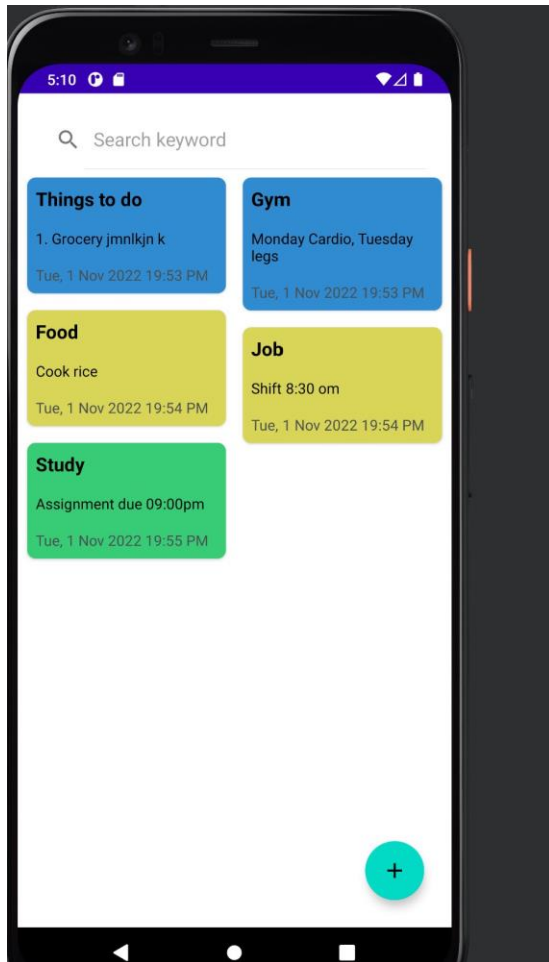 5:10
Search keyword
Things to do
1. Grocery jmnlkjn k
Tue, 1 Nov 2022 19:53 PM
Gym
Monday Cardio, Tuesday
legs
Tue, 1 Nov 2022 19:53 PM
Food
Cook rice
Tue, 1 Nov 2022 19:54 PM
Job
Shift 8:30 om
Tue, 1 Nov 2022 19:54 PM
Study
Assignment due 09:00pm
Tue, 1 Nov 2022 19:55 PM
+